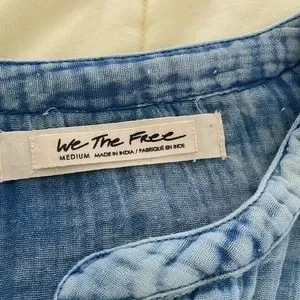 We The Free
MEDIUM MADE IN INDIA / FABRIQUÉ EN INDE